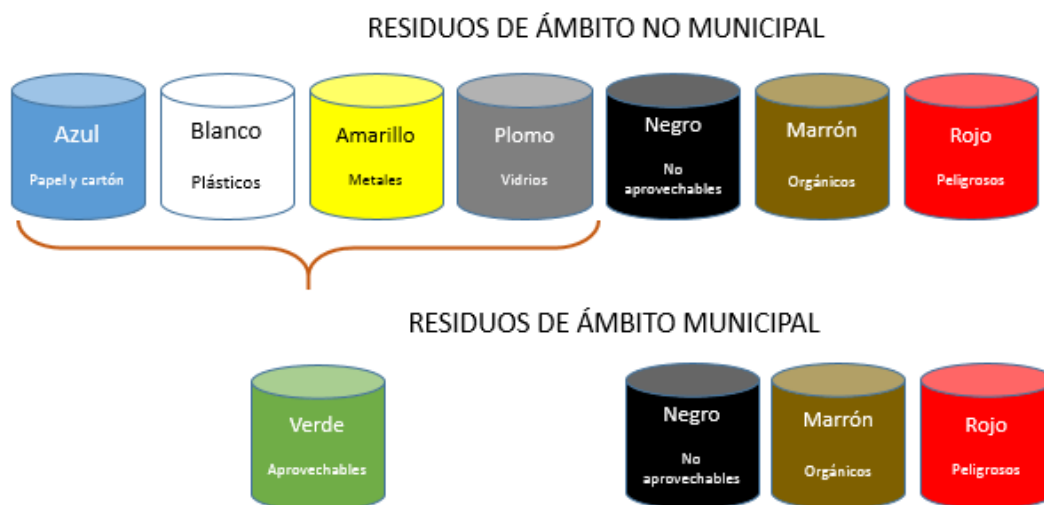 RESIDUOS DE ÁMBITO NO MUNICIPAL
Azul
Papel y cartón
Blanco
Plásticos
Amarillo
Metales
Plomo
Vidrios
Negro
No
aprovechables
Marrón
Orgánicos
Rojo
Peligrosos
RESIDUOS DE ÁMBITO MUNICIPAL
Verde
Aprovechables
Negro
No
aprovechables
Marrón
Orgánicos
Rojo
Peligrosos